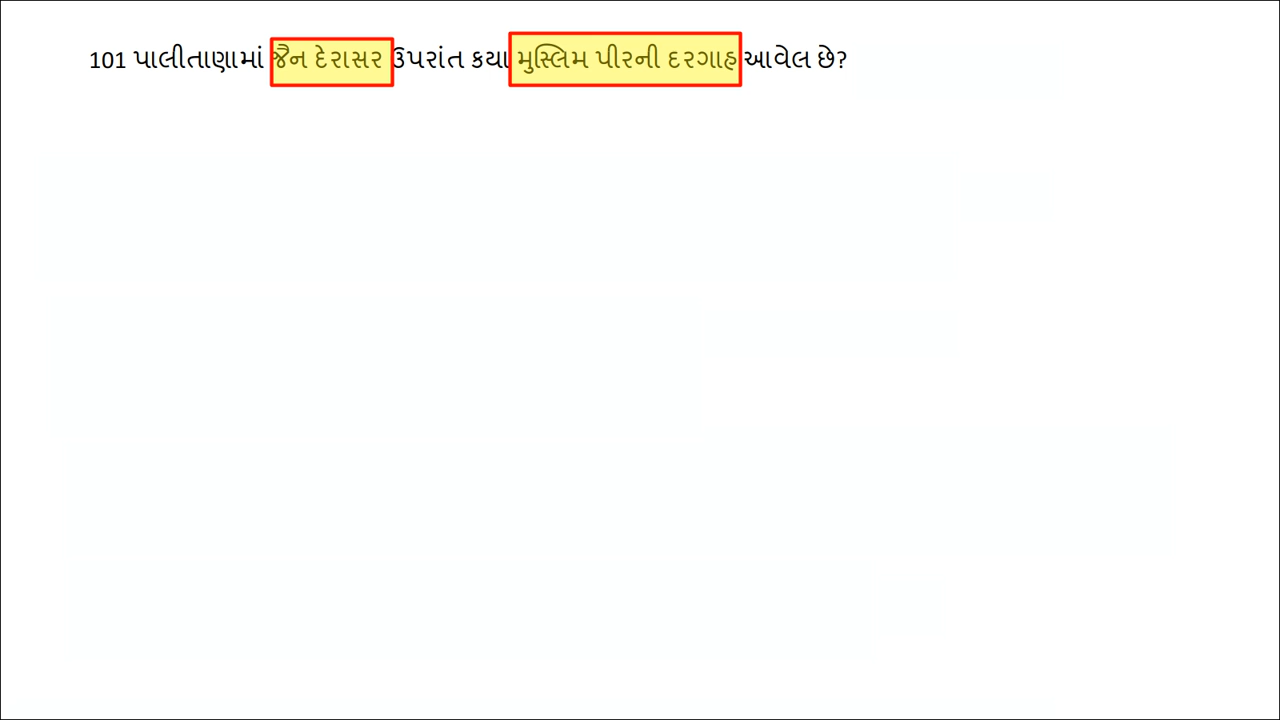 101 પાલીતાણામાં જૈન દેરાસર ઉપરાંત કયા મુસ્લિમ પીરની દરગાહ આવેલ છે?